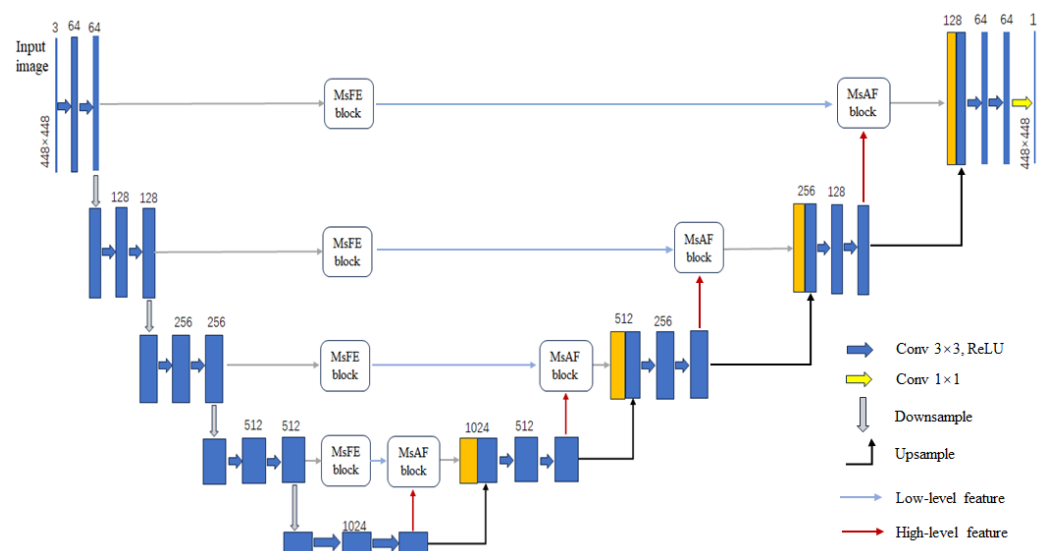 3 64 64
Input
image
448×448
MsFE
block
MsAF
block
128 64 64 1
448×448
128 128
MsFE
block
MsAF
block
256 128
256 256
MsFE
block
MsAF
block
512 256
512 512
MsFE
block
MsAF
block
1024 512
1024
Conv 3×3, ReLU
Conv 1×1
Downsample
Upsample
Low-level feature
High-level feature